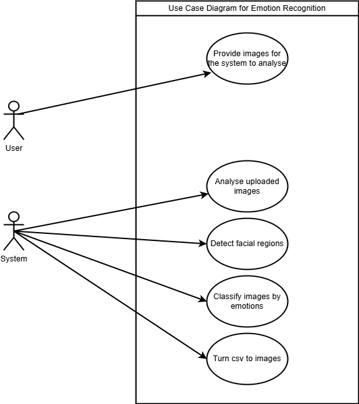 Use Case Diagram for Emotion Recognition
Provide images for
the system to analyse
User
Analyse uploaded
images
System
Detect facial regions
Classify images by
emotions
Turn csv to images